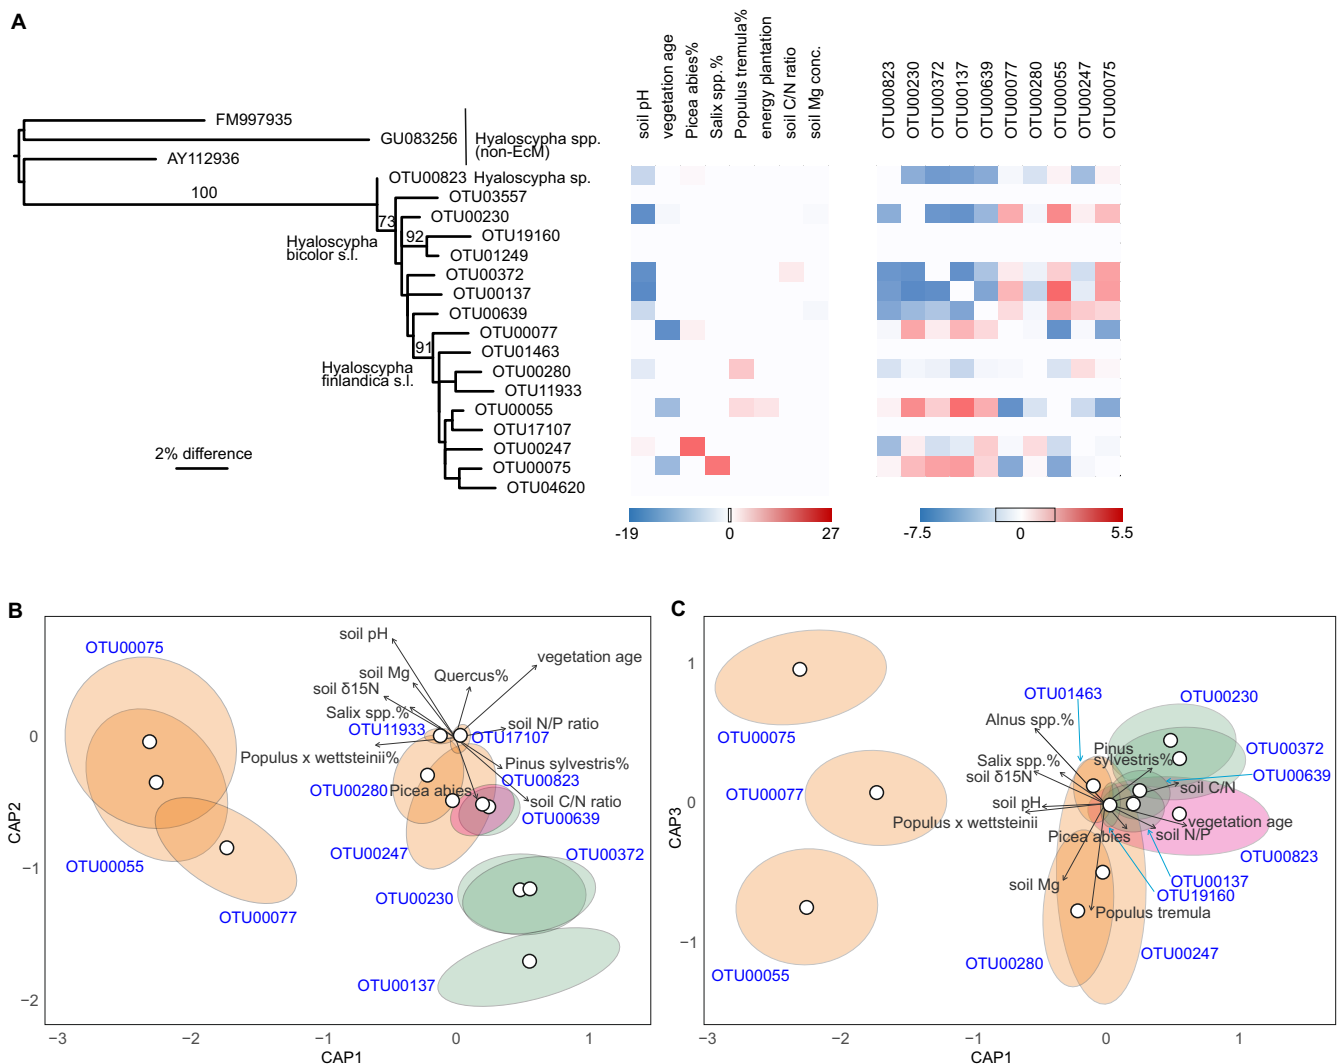 A
soil pH
vegetation age
Picea abies%
Salix spp.%
Populus tremula%
energy plantation
soil C/N ratio
soil Mg conc.
OTU00823
OTU00230
OTU00372
OTU00137
OTU00639
OTU00077
OTU00280
OTU00055
OTU00247
OTU00075
FM997935
GU083256
Hyaloscypha spp.
(non-EcM)
AY112936
OTU00823 Hyaloscypha sp.
100
OTU03557
73
OTU00230
92
OTU19160
Hyaloscypha
bicolor s.l.
OTU01249
OTU00372
OTU00137
OTU00639
OTU00077
91
OTU01463
Hyaloscypha
finlandica s.l.
OTU00280
OTU11933
OTU00055
OTU17107
OTU00247
2% difference
OTU00075
OTU04620
-19
0
27
-7.5
0
5.5
B
OTU00075
soil pH
vegetation age
soil Mg
Quercus%
soil δ15N
Salix spp.%
OTU11933
soil N/P ratio
OTU17107
Populus x wettsteinii%
Pinus sylvestris%
OTU00823
OTU00280
Picea abies
soil C/N ratio
OTU00639
OTU00247
OTU00372
OTU00055
OTU00230
OTU00077
OTU00137
0
−1
−2
CAP2
−3
−2
−1
0
1
CAP1
C
OTU01463
OTU00230
Alnus spp.%
OTU00075
Pinus
sylvestris%
OTU00372
Salix spp.%
OTU00639
soil δ15N
soil C/N
OTU00077
soil pH
Populus x wettsteinii
vegetation age
Picea abies
soil N/P
OTU00823
soil Mg
OTU00137
OTU19160
Populus tremula
OTU00280
OTU00247
OTU00055
1
0
−1
CAP3
−3
−2
−1
0
1
CAP1